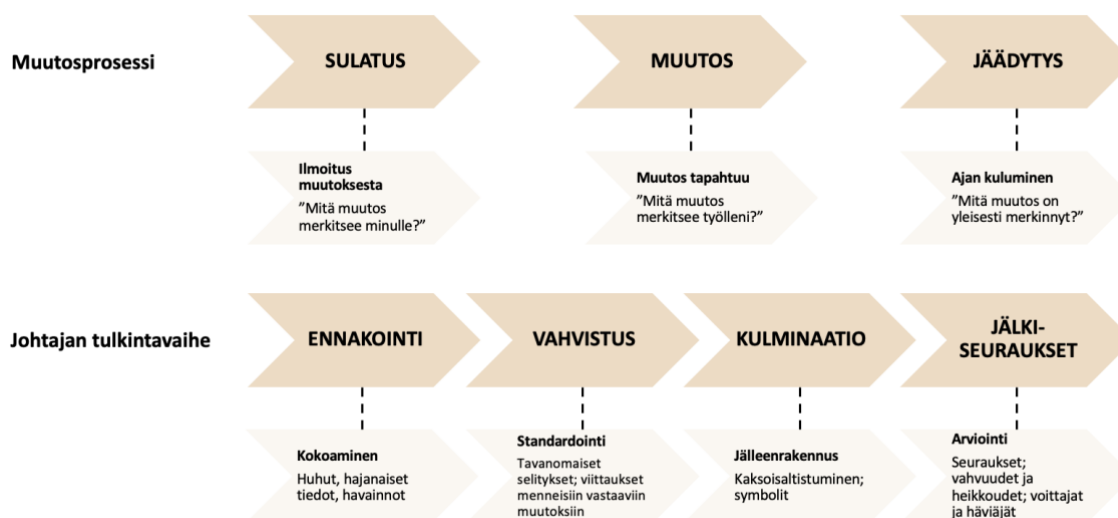 Muutosprosessi
SULATUS
MUUTOS
JÄÄDYTYS
Ilmoitus
muutoksesta
”Mitä muutos
merkitsee minulle?”
Muutos tapahtuu
”Mitä muutos
merkitsee työlleni?”
Ajan kuluminen
”Mitä muutos on
yleisesti merkinnyt?”
Johtajan tulkintavaihe
ENNAKOINTI
VAHVISTUS
KULMINAATIO
JÄLKI-
SEURAUKSET
Kokoaminen
Huhut, hajanaiset
tiedot, havainnot
Standardointi
Tavanomaiset
selitykset; viittaukset
menneisiin vastaaviin
muutoksiin
Jälleenrakennus
Kaksoisaltistuminen;
symbolit
Arviointi
Seuraukset;
vahvuudet ja
heikkoudet; voittajat
ja häviäjät